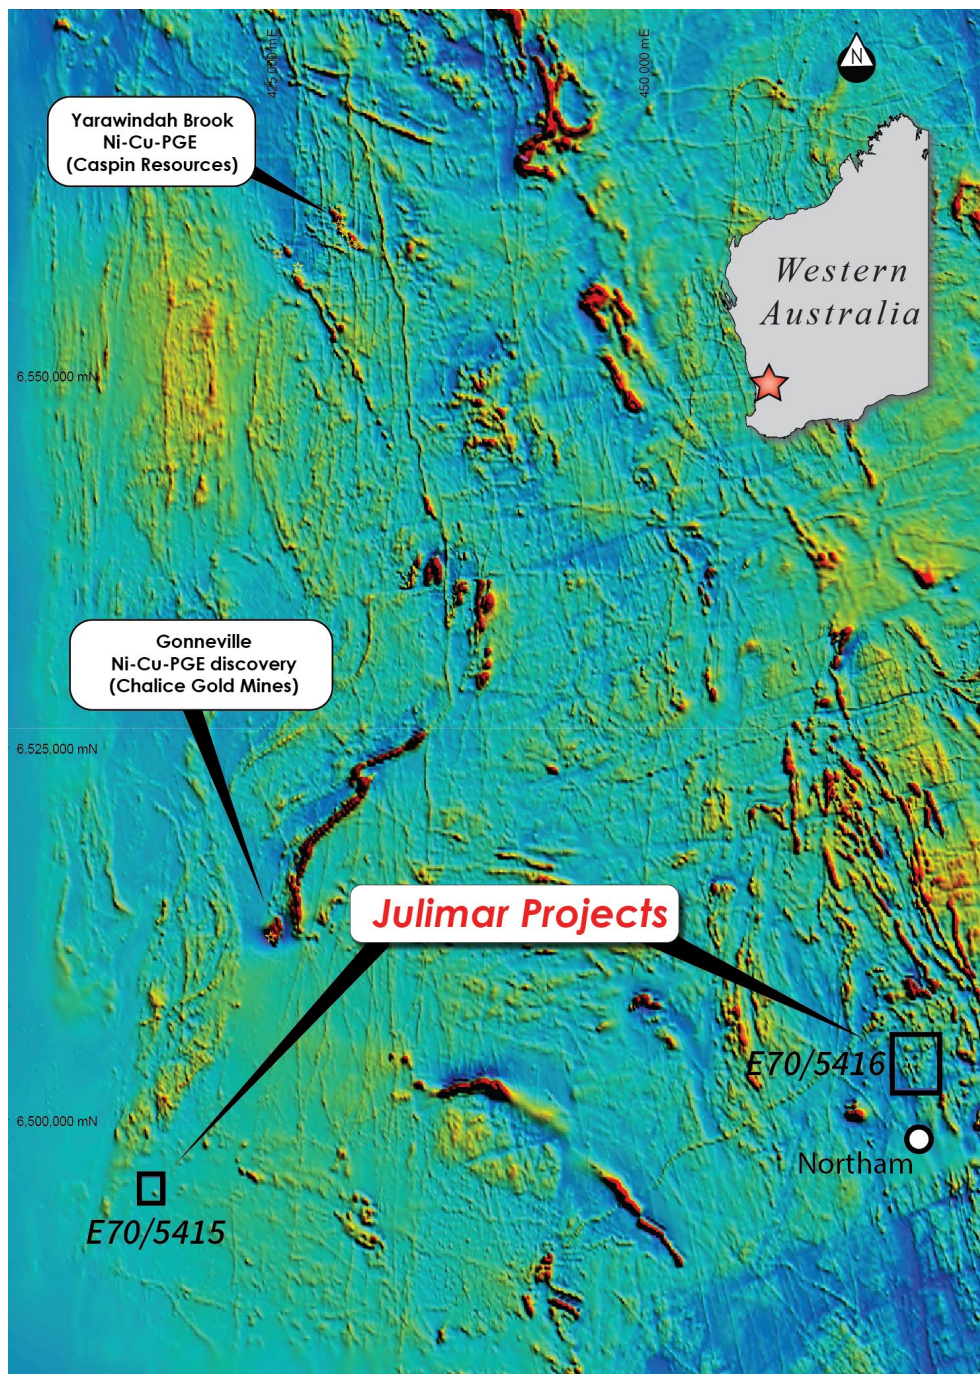 425 000 mE
450 000 mE
N
Yarawindah Brook
Ni-Cu-PGE
(Caspin Resources)
Western
Australia
6,550,000 mN
Gonneville
Ni-Cu-PGE discovery
(Chalice Gold Mines)
6,525,000 mN
Julimar Projects
E70/5416
6,500,000 mN
Northam
E70/5415